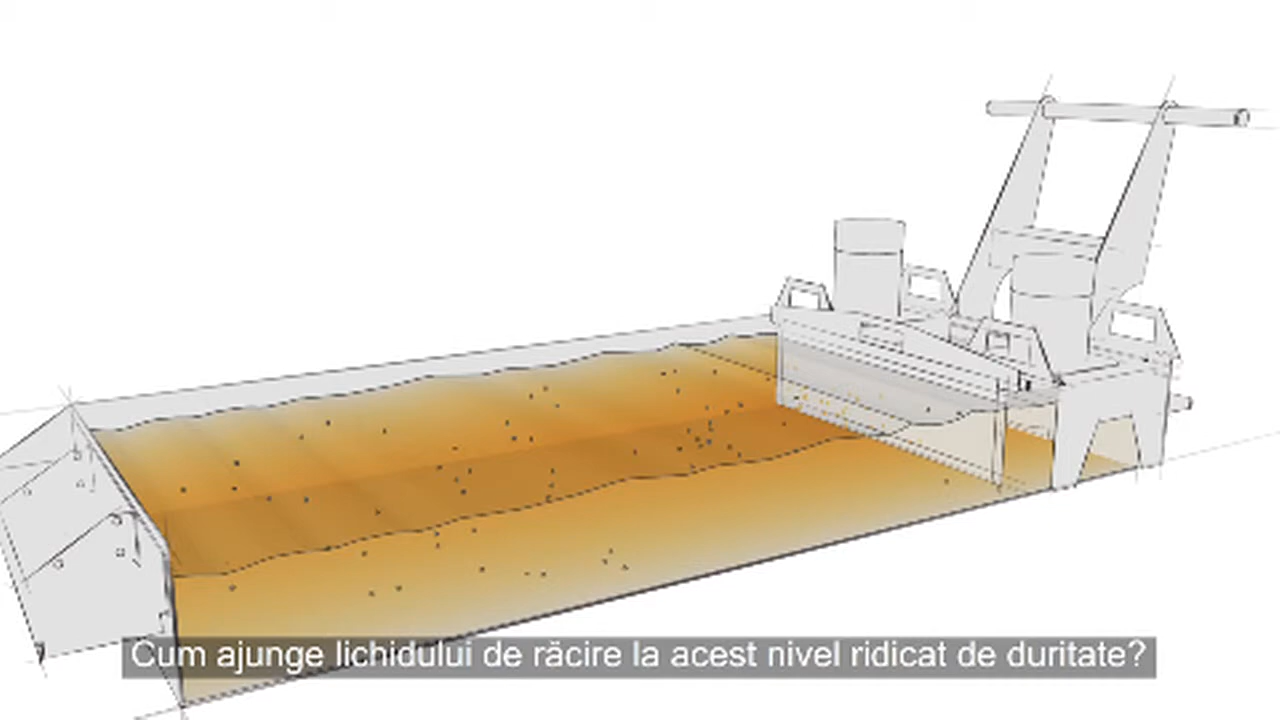 Cum ajunge lichidului de răcire la acest nivel ridicat de duritate?